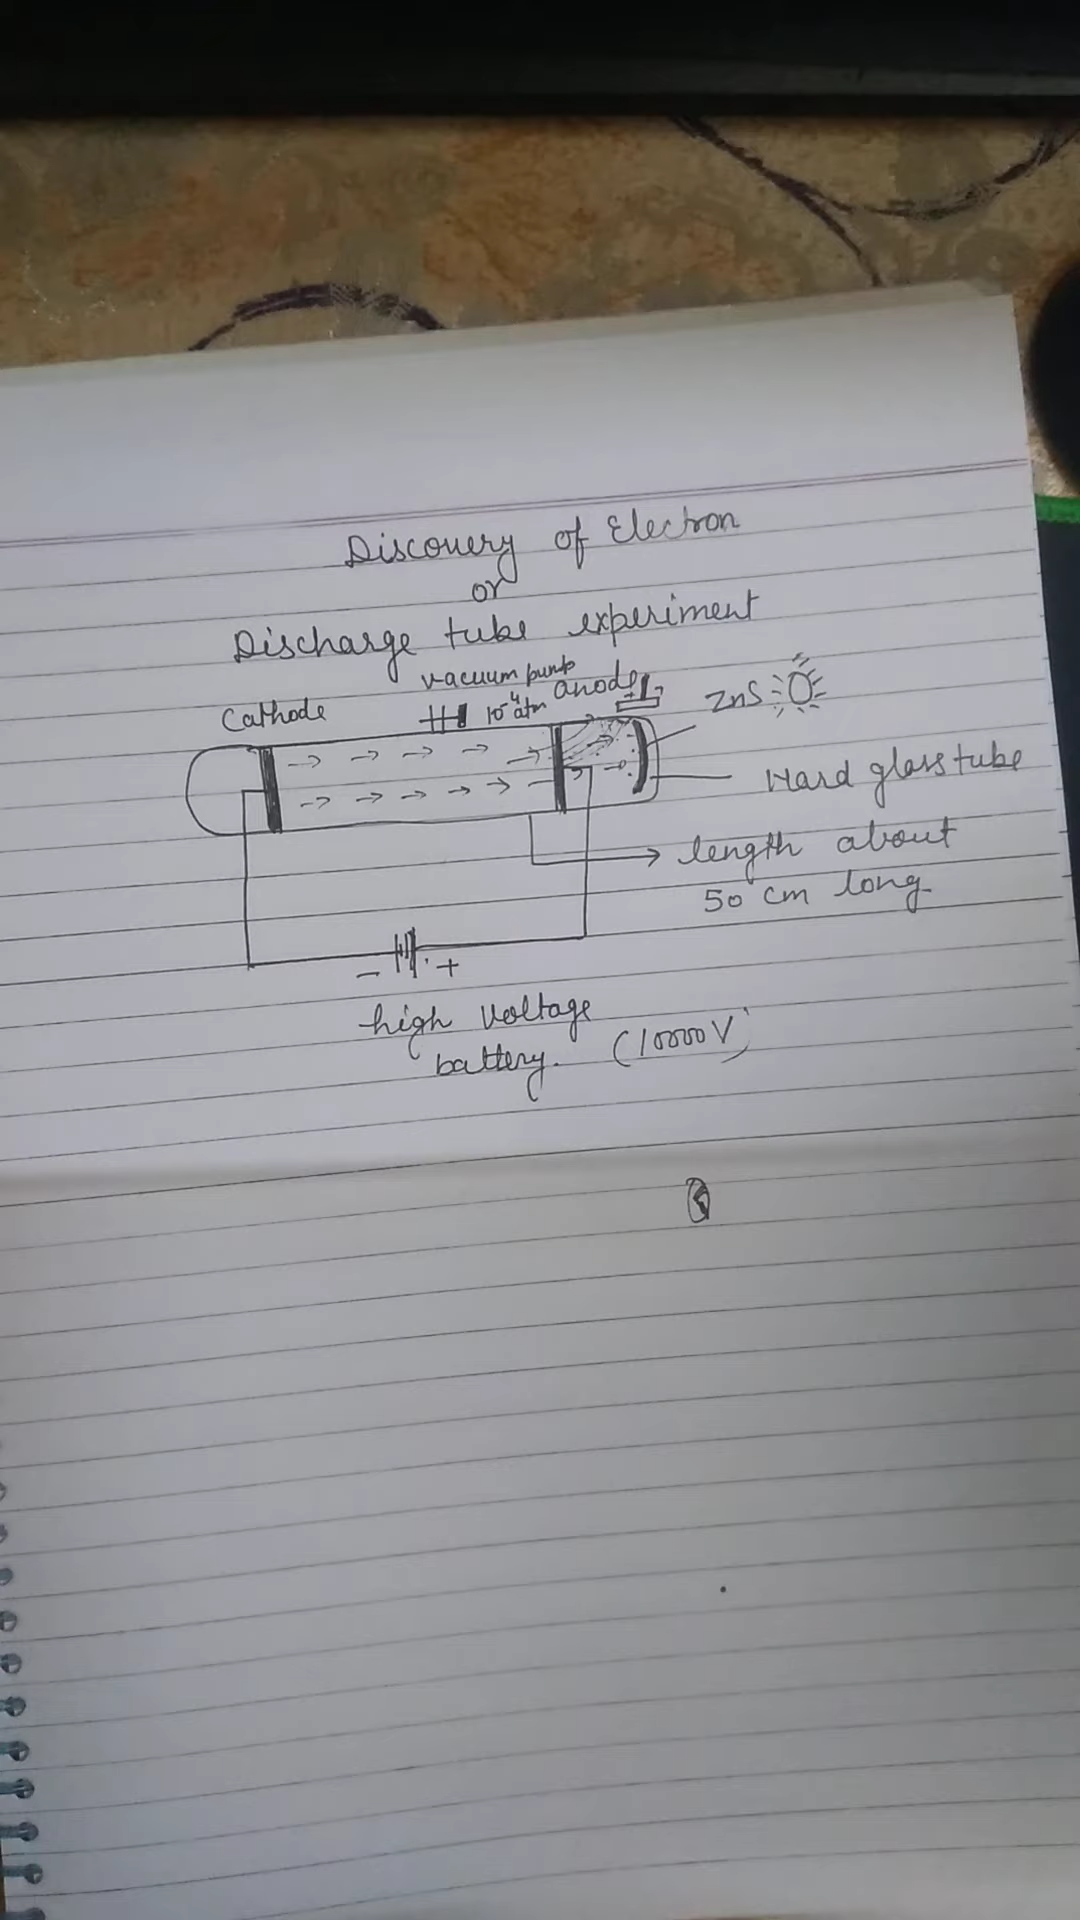 Discovery of Electron
or
Discharge tube experiment
vacuum pump
10⁻⁴ atm
anode
Cathode
ZnS
Hard glass tube
length about
50 cm long
- +
high voltage
battery. (10000V)